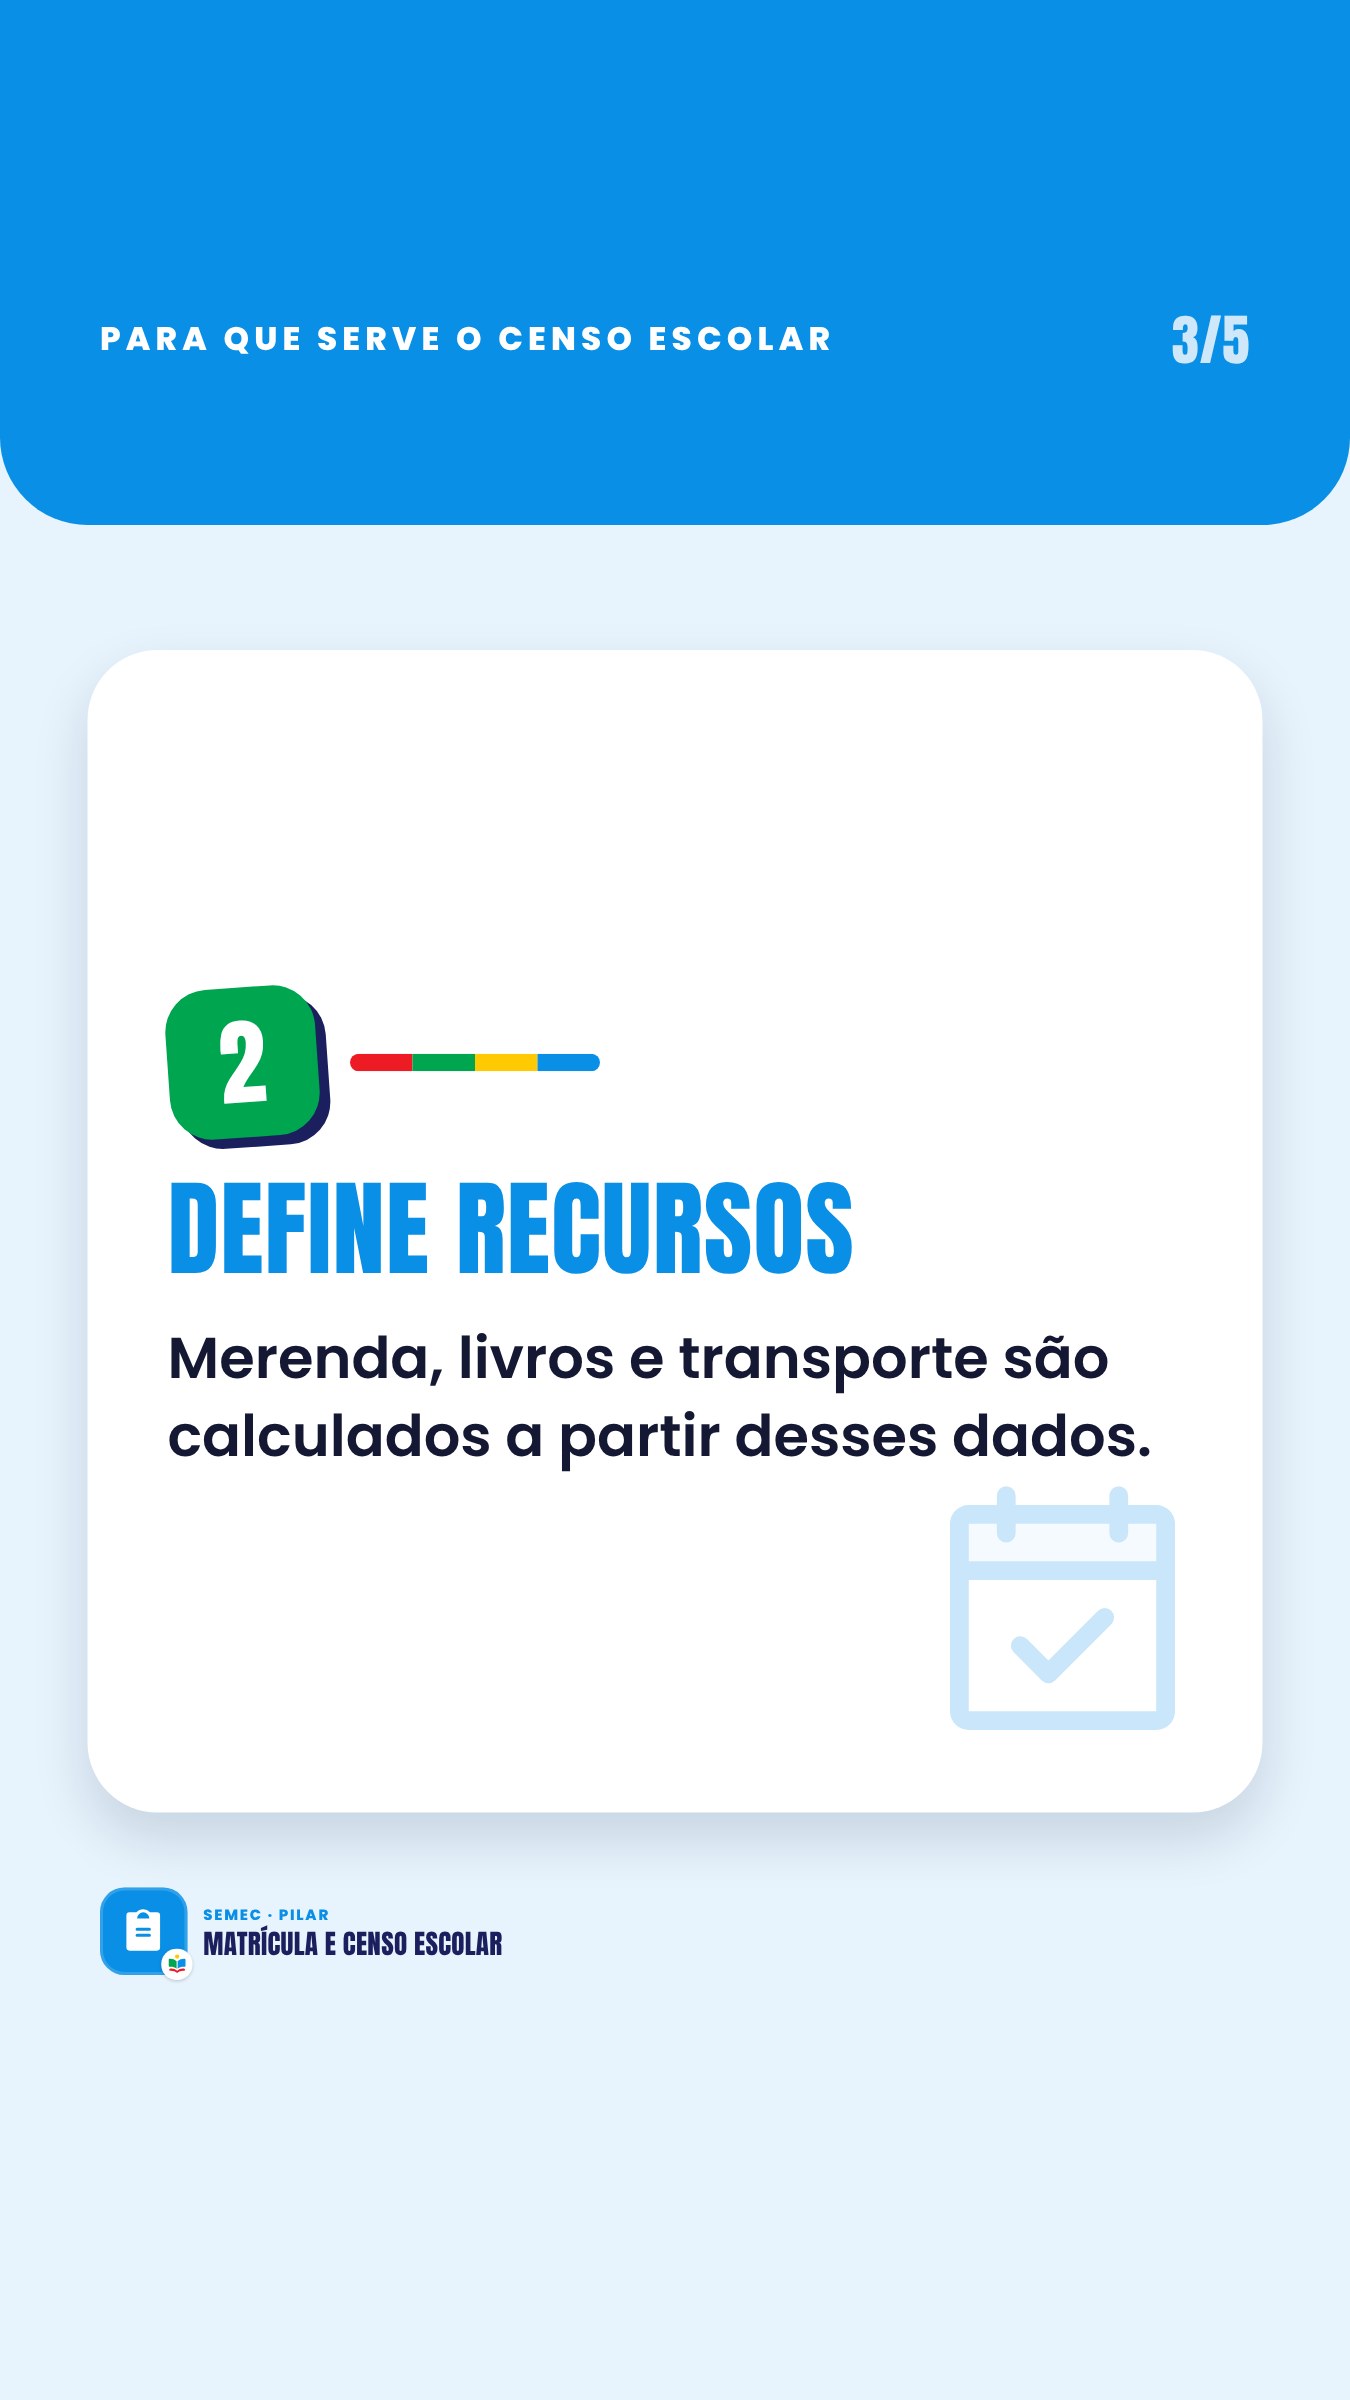 PARA QUE SERVE O CENSO ESCOLAR
3/5
2
DEFINE RECURSOS
Merenda, livros e transporte são
calculados a partir desses dados.
SEMEC · PILAR
MATRÍCULA E CENSO ESCOLAR